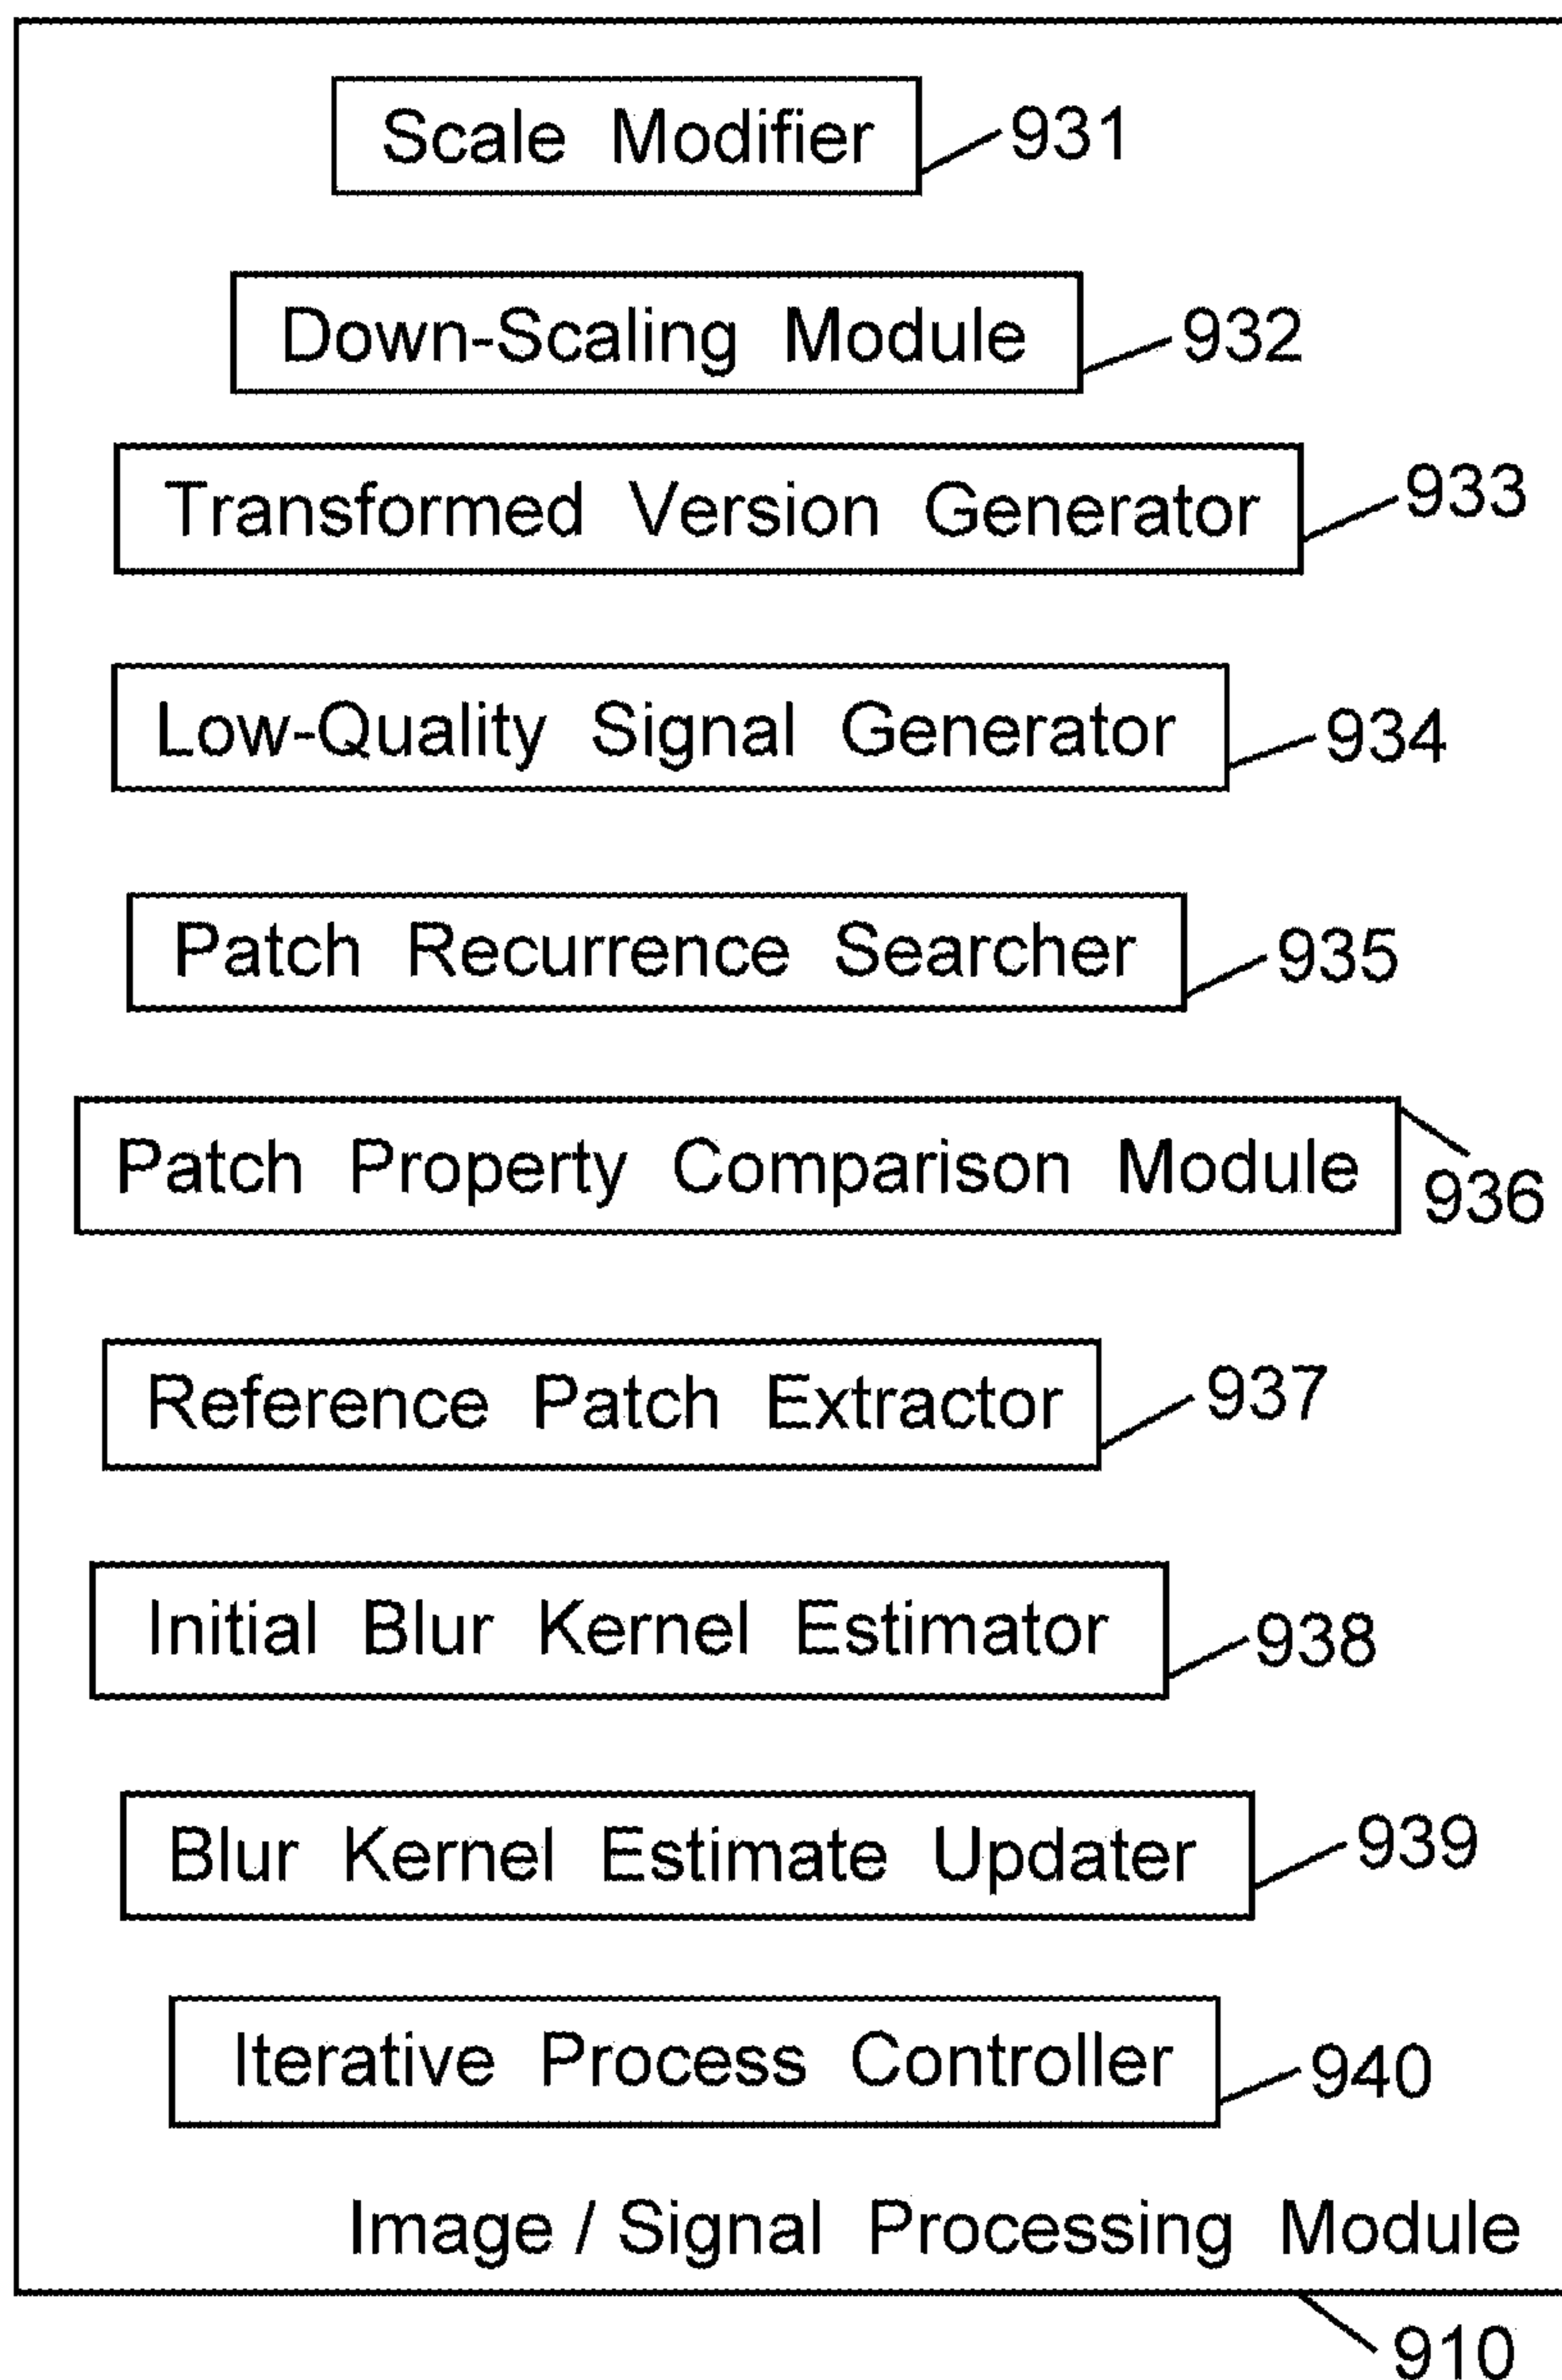 Scale Modifier 931
Down-Scaling Module 932
Transformed Version Generator 933
Low-Quality Signal Generator 934
Patch Recurrence Searcher 935
Patch Property Comparison Module 936
Reference Patch Extractor 937
Initial Blur Kernel Estimator 938
Blur Kernel Estimate Updater 939
Iterative Process Controller 940
Image / Signal Processing Module
910